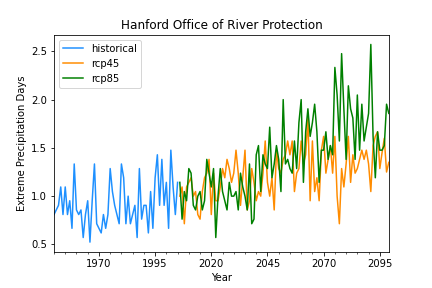 Hanford Office of River Protection
historical
rcp45
rcp85
Extreme Precipitation Days
2.5
2.0
1.5
1.0
0.5
1970
1995
2020
2045
2070
2095
Year